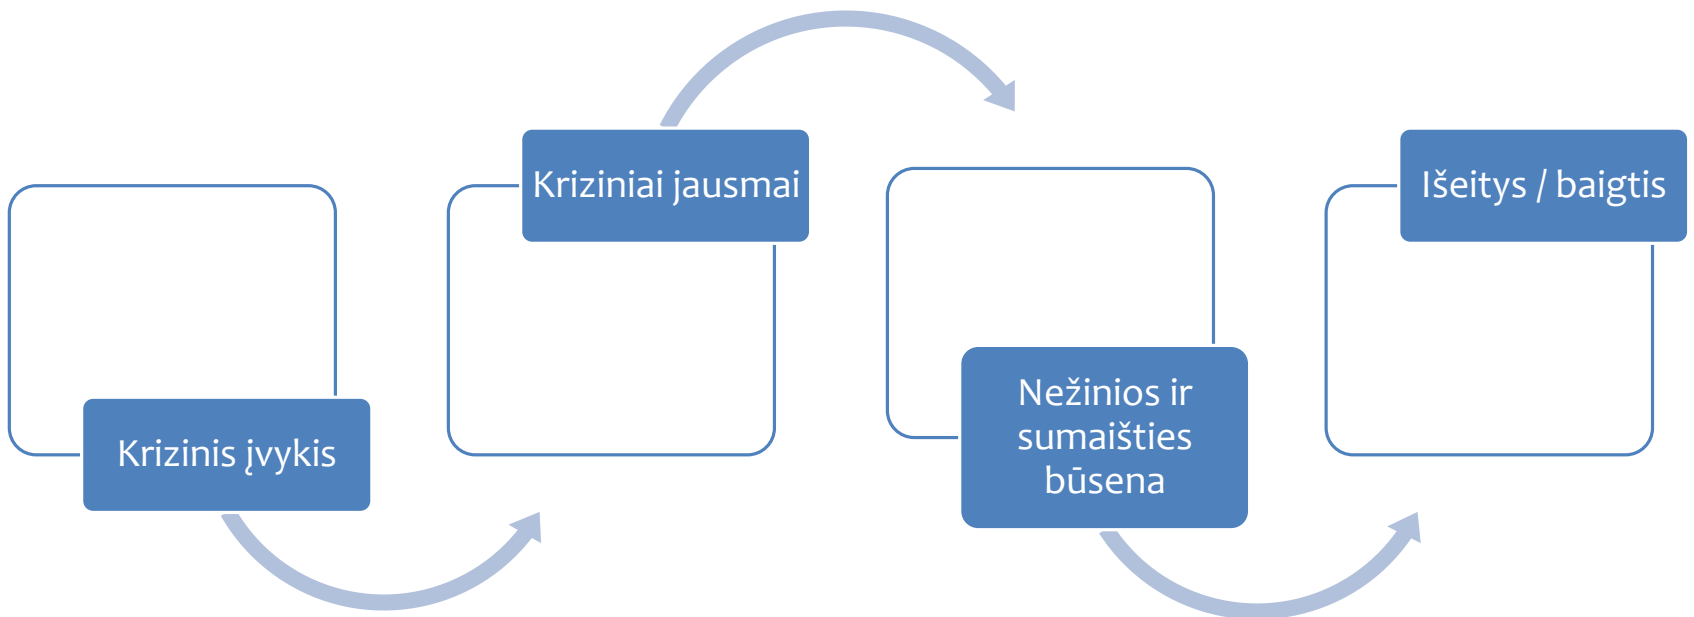 Krizinis įvykis
Kriziniai jausmai
Nežinios ir
sumaišties
būsena
Išeitys / baigtis